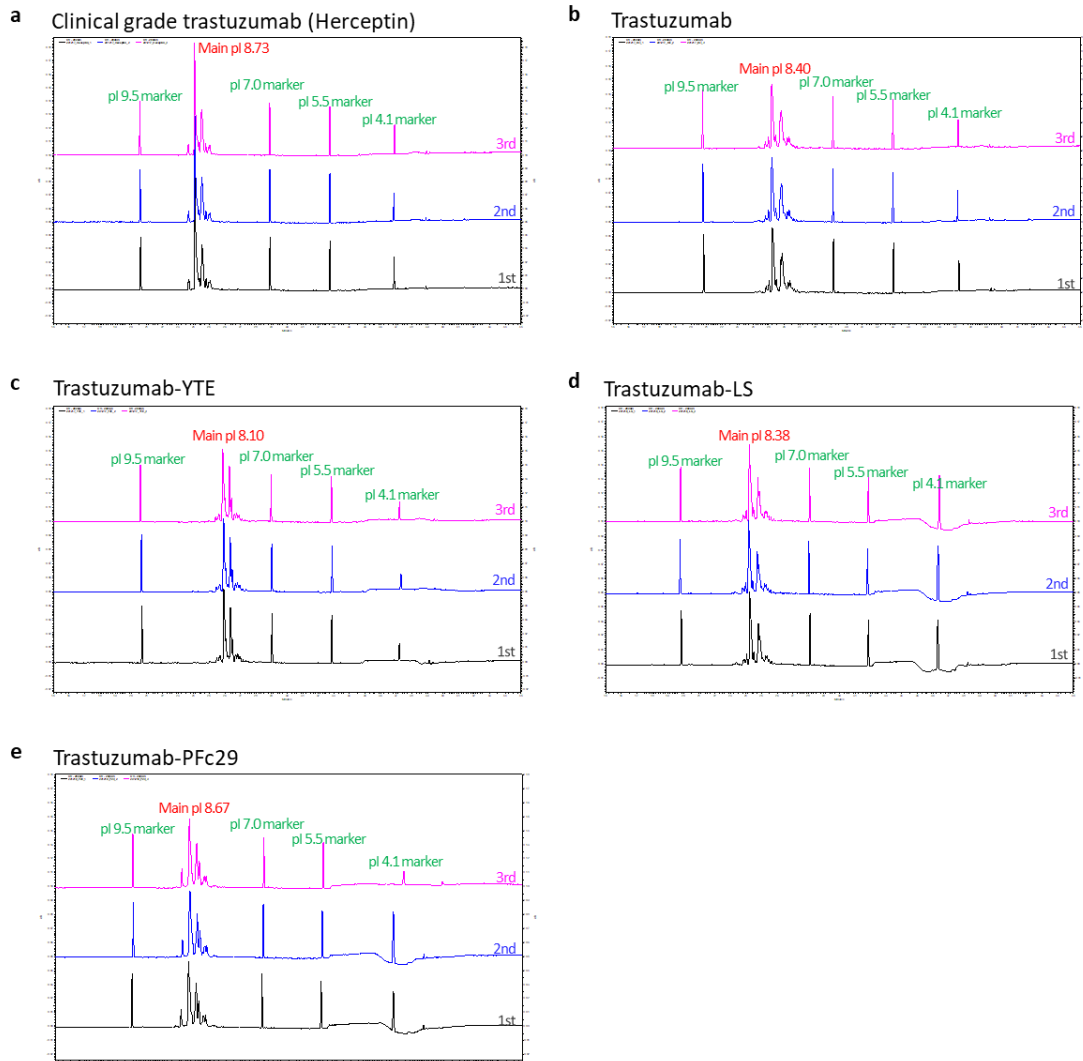 a
Clinical grade trastuzumab (Herceptin)
Main pI 8.73
pI 9.5 marker
pI 7.0 marker
pI 5.5 marker
pI 4.1 marker
3rd
2nd
1st
b
Trastuzumab
Main pI 8.40
pI 9.5 marker
pI 7.0 marker
pI 5.5 marker
pI 4.1 marker
3rd
2nd
1st
c
Trastuzumab-YTE
Main pI 8.10
pI 9.5 marker
pI 7.0 marker
pI 5.5 marker
pI 4.1 marker
3rd
2nd
1st
d
Trastuzumab-LS
Main pI 8.38
pI 9.5 marker
pI 7.0 marker
pI 5.5 marker
pI 4.1 marker
3rd
2nd
1st
e
Trastuzumab-PFc29
Main pI 8.67
pI 9.5 marker
pI 7.0 marker
pI 5.5 marker
pI 4.1 marker
3rd
2nd
1st